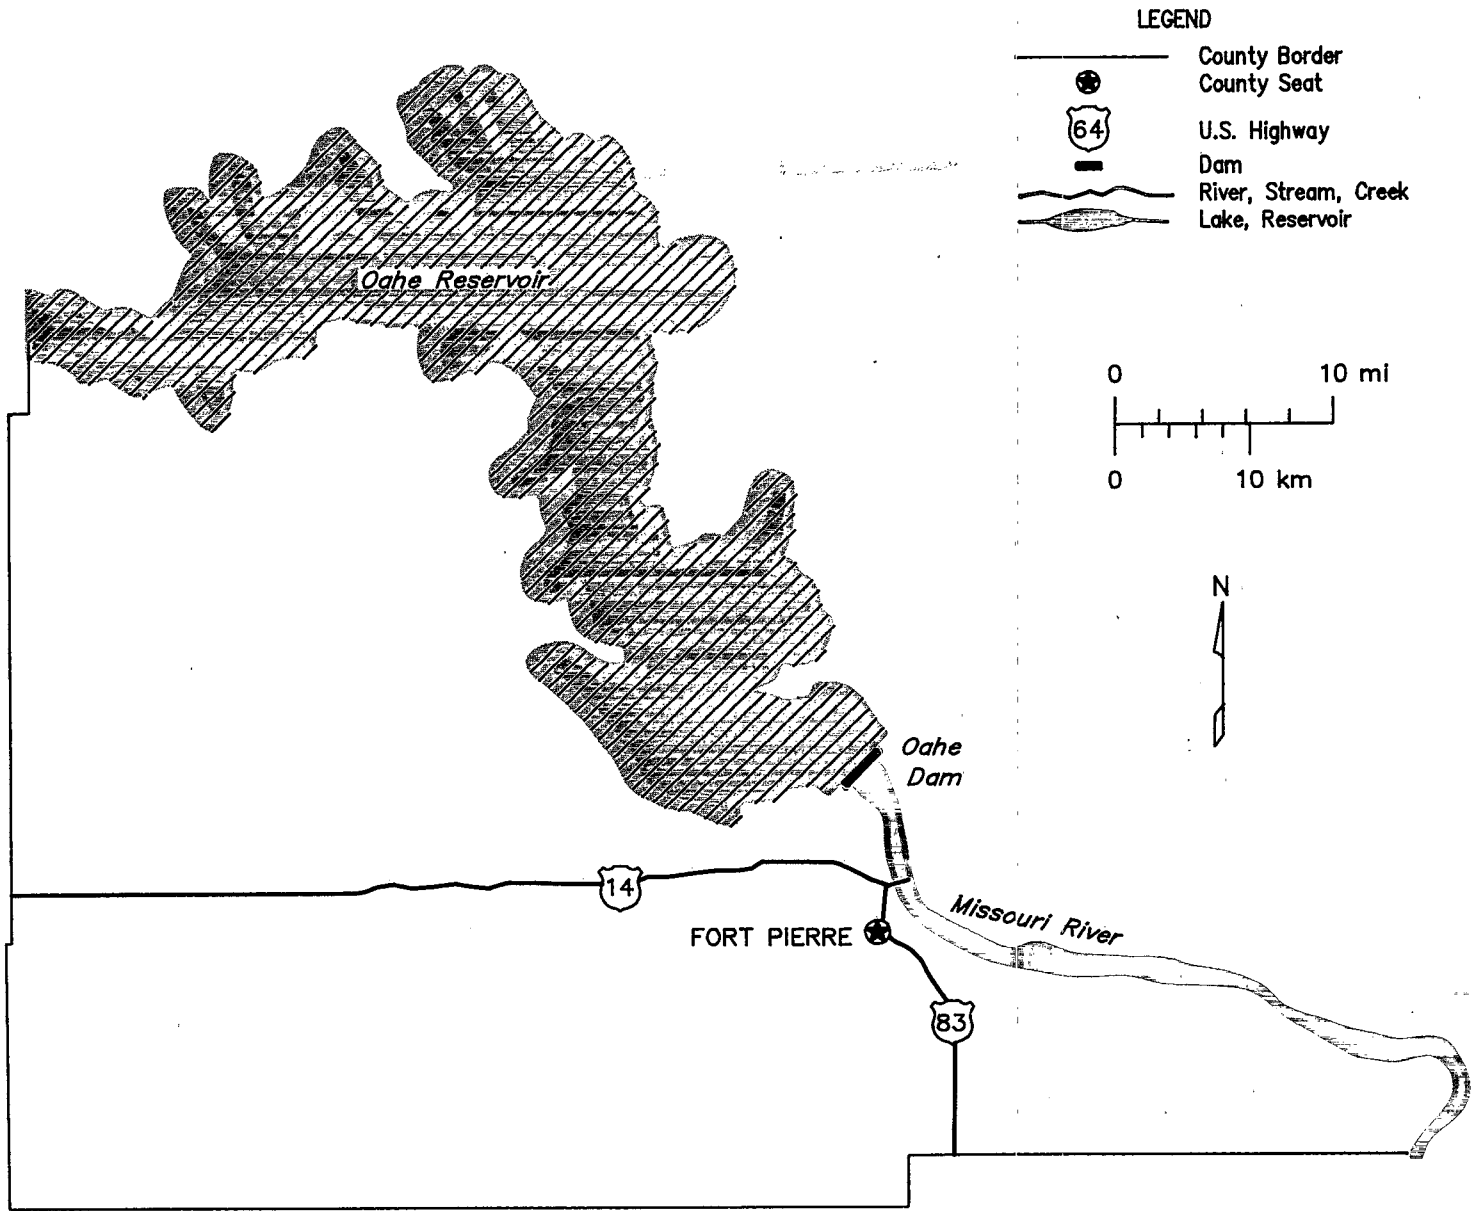 LEGEND
County Border
County Seat
64 U.S. Highway
Dam
River, Stream, Creek
Lake, Reservoir
Oahe Reservoir
0 10 mi
0 10 km
N
Oahe
Dam
14
Missouri River
FORT PIERRE
83